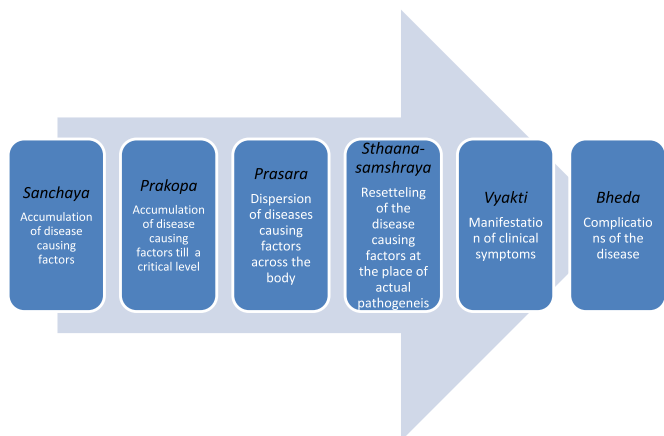 Sanchaya
Accumulation
of disease
causing
factors
Prakopa
Accumulation
of disease
causing
factors till a
critical level
Prasara
Dispersion
of diseases
causing
factors
across the
body
Sthaana-
samshraya
Resetteling
of the
disease
causing
factors at
the place of
actual
pathogeneis
Vyakti
Manifestatio
n of clinical
symptoms
Bheda
Complicatio
ns of the
disease